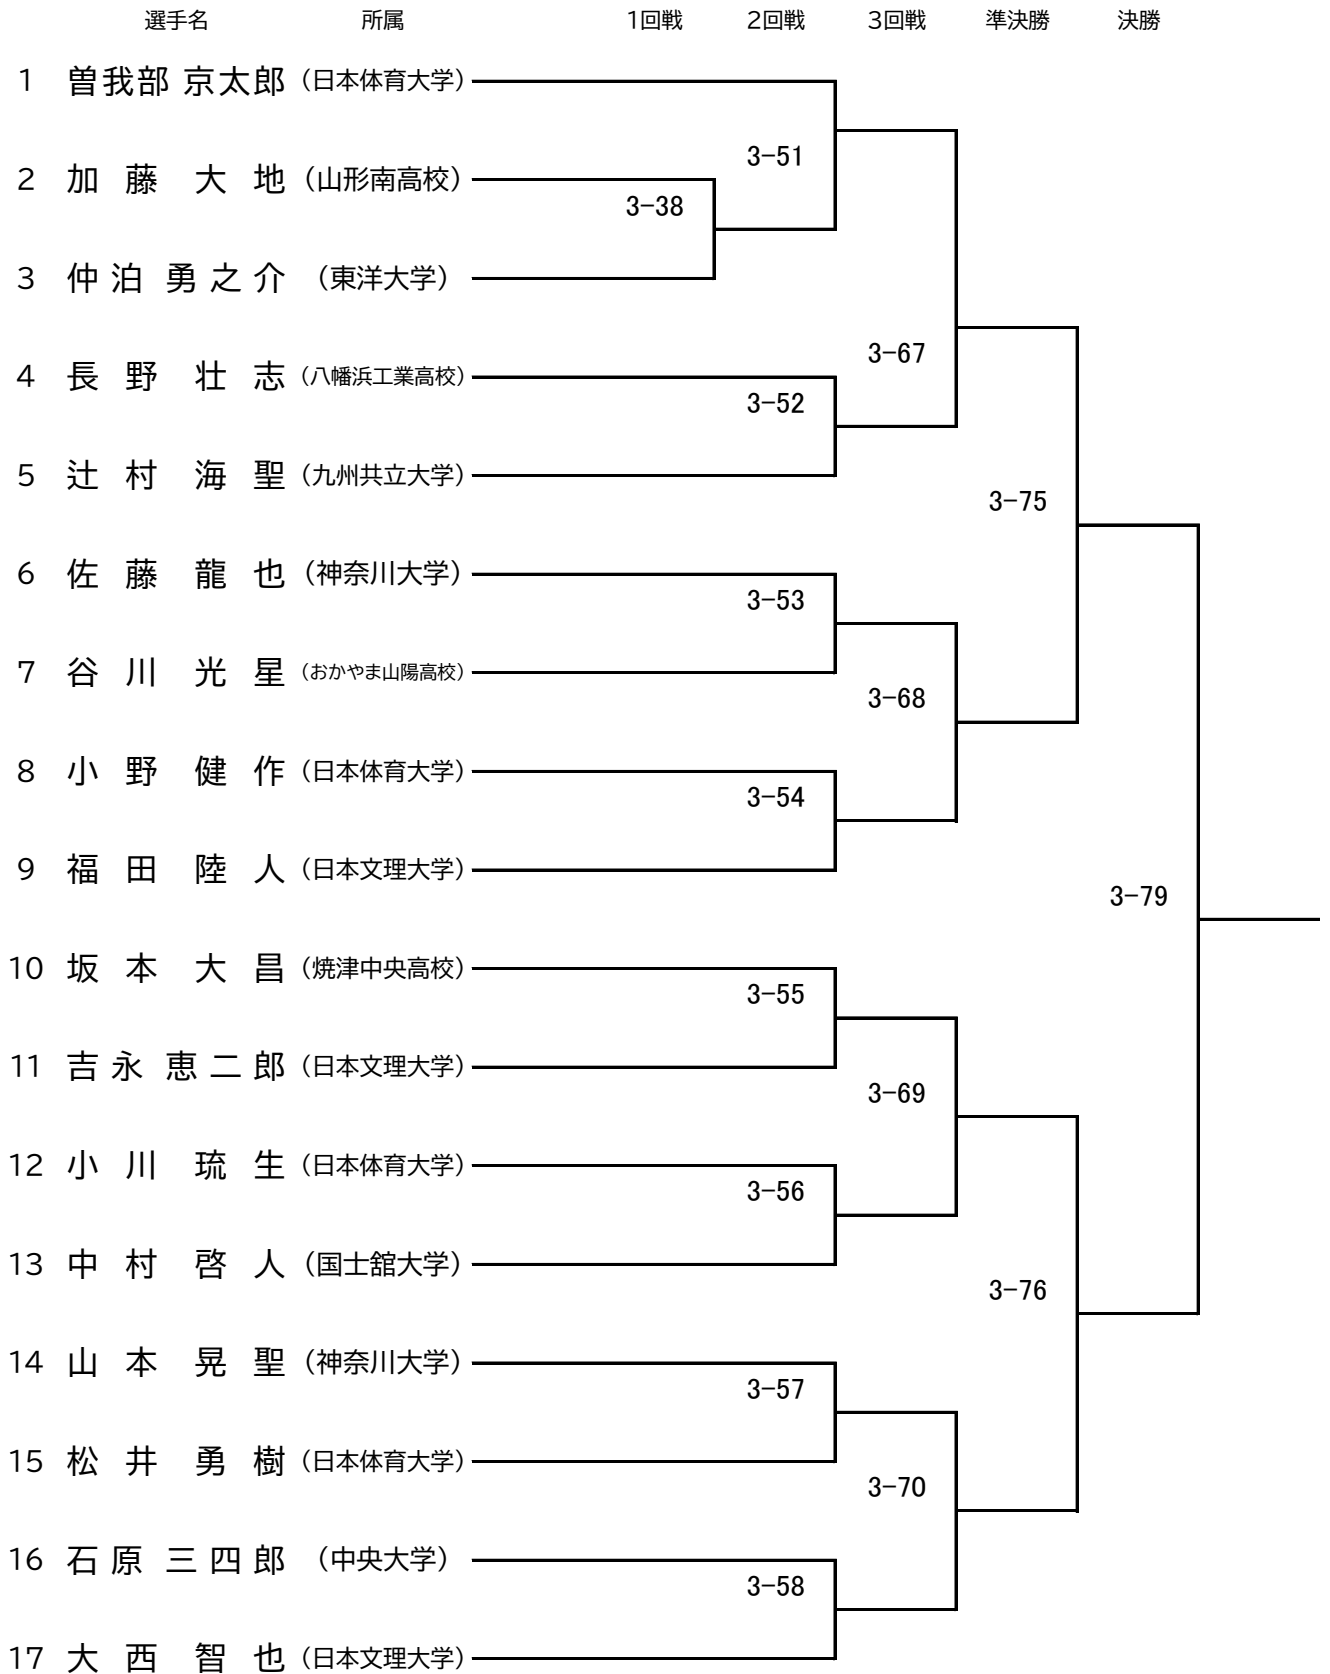 選手名 所属 1回戦 2回戦 3回戦 準決勝 決勝
1 曽我部 京太郎 （日本体育大学）
3-51
2 加藤 大地 （山形南高校）
3-38
3 仲泊 勇之介 （東洋大学）
3-67
4 長野 壮志 （八幡浜工業高校）
3-52
5 辻村 海聖 （九州共立大学）
3-75
6 佐藤 龍也 （神奈川大学）
3-53
7 谷川 光星 （おかやま山陽高校）
3-68
8 小野 健作 （日本体育大学）
3-54
9 福田 陸人 （日本文理大学）
3-79
10 坂本 大昌 （焼津中央高校）
3-55
11 吉永 恵二郎 （日本文理大学）
3-69
12 小川 琉生 （日本体育大学）
3-56
13 中村 啓人 （国士舘大学）
3-76
14 山本 晃聖 （神奈川大学）
3-57
15 松井 勇樹 （日本体育大学）
3-70
16 石原 三四郎 （中央大学）
3-58
17 大西 智也 （日本文理大学）